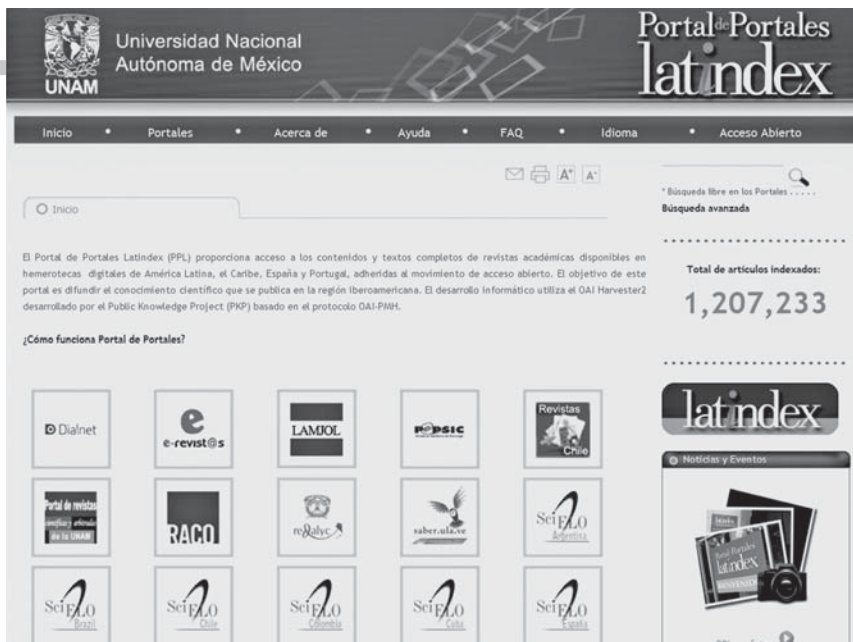 UNAM
Universidad Nacional
Autónoma de México
Portal de Portales
latindex
Inicio • Portales • Acerca de • Ayuda • FAQ • Idioma • Acceso Abierto
A+ A-
* Búsqueda libre en los Portales . . . . .
Búsqueda avanzada
Inicio
El Portal de Portales Latindex (PPL) proporciona acceso a los contenidos y textos completos de revistas académicas disponibles en
hemerotecas digitales de América Latina, el Caribe, España y Portugal, adheridas al movimiento de acceso abierto. El objetivo de este
portal es difundir el conocimiento científico que se publica en la región iberoamericana. El desarrollo informático utiliza el OAI Harvester2
desarrollado por el Public Knowledge Project (PKP) basado en el protocolo OAI-PMH.
¿Cómo funciona Portal de Portales?
Total de artículos indexados:
1,207,233
Dialnet
e-revist@s
LAMJOL
PePSIC
Revistas
Chile
latindex
Noticias y Eventos
Portal de revistas
científicas y arbitradas
de la UNAM
RACO
redalyc
saber.ula.ve
SciELO
Argentina
Portal de Portales
latindex
BIENVENIDO
SciELO
Brazil
SciELO
Chile
SciELO
Colombia
SciELO
Cuba
SciELO
España